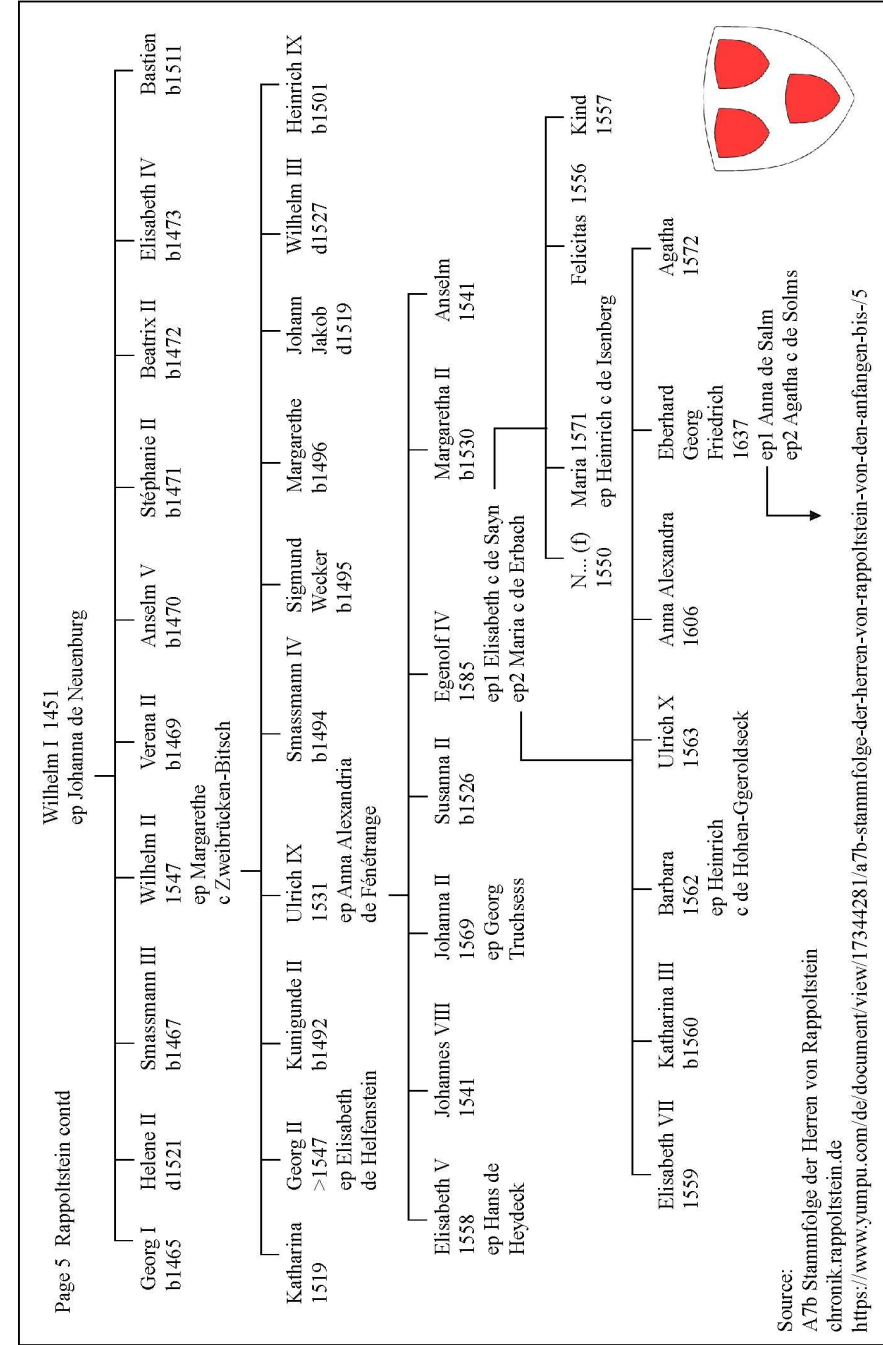 Page 5 Rappoltstein contd
Wilhelm I 1451
ep Johanna de Neuenburg
Georg I
b1465
Helene II
d1521
Smassmann III
b1467
Wilhelm II
1547
ep Margarethe
c Zweibrücken-Bitsch
Verena II
b1469
Anselm V
b1470
Stéphanie II
b1471
Beatrix II
b1472
Elisabeth IV
b1473
Bastien
b1511
Katharina
1519
Georg II
>1547
ep Elisabeth
de Helfenstein
Kunigunde II
b1492
Ulrich IX
1531
ep Anna Alexandria
de Fénétrange
Smassmann IV
b1494
Sigmund
Wecker
b1495
Margarethe
b1496
Johann
Jakob
d1519
Wilhelm III
d1527
Heinrich IX
b1501
Elisabeth V
1558
ep Hans de
Heydeck
Johannes VIII
1541
Johanna II
1569
ep Georg
Truchsess
Susanna II
b1526
Egenolf IV
1585
ep1 Elisabeth c de Sayn
ep2 Maria c de Erbach
Margaretha II
b1530
Anselm
1541
N... (f)
1550
Maria 1571
ep Heinrich c de Isenberg
Felicitas 1556
Kind
1557
Elisabeth VII
1559
Katharina III
b1560
Barbara
1562
ep Heinrich
c de Hohen-Ggeroldseck
Ulrich X
1563
Anna Alexandra
1606
Eberhard
Georg
Friedrich
1637
ep1 Anna de Salm
ep2 Agatha c de Solms
Agatha
1572
Source:
A7b Stammfolge der Herren von Rappoltstein
chronik.rappoltstein.de
https://www.yumpu.com/de/document/view/17344281/a7b-stammfolge-der-herren-von-rappoltstein-von-den-anfangen-bis-/5